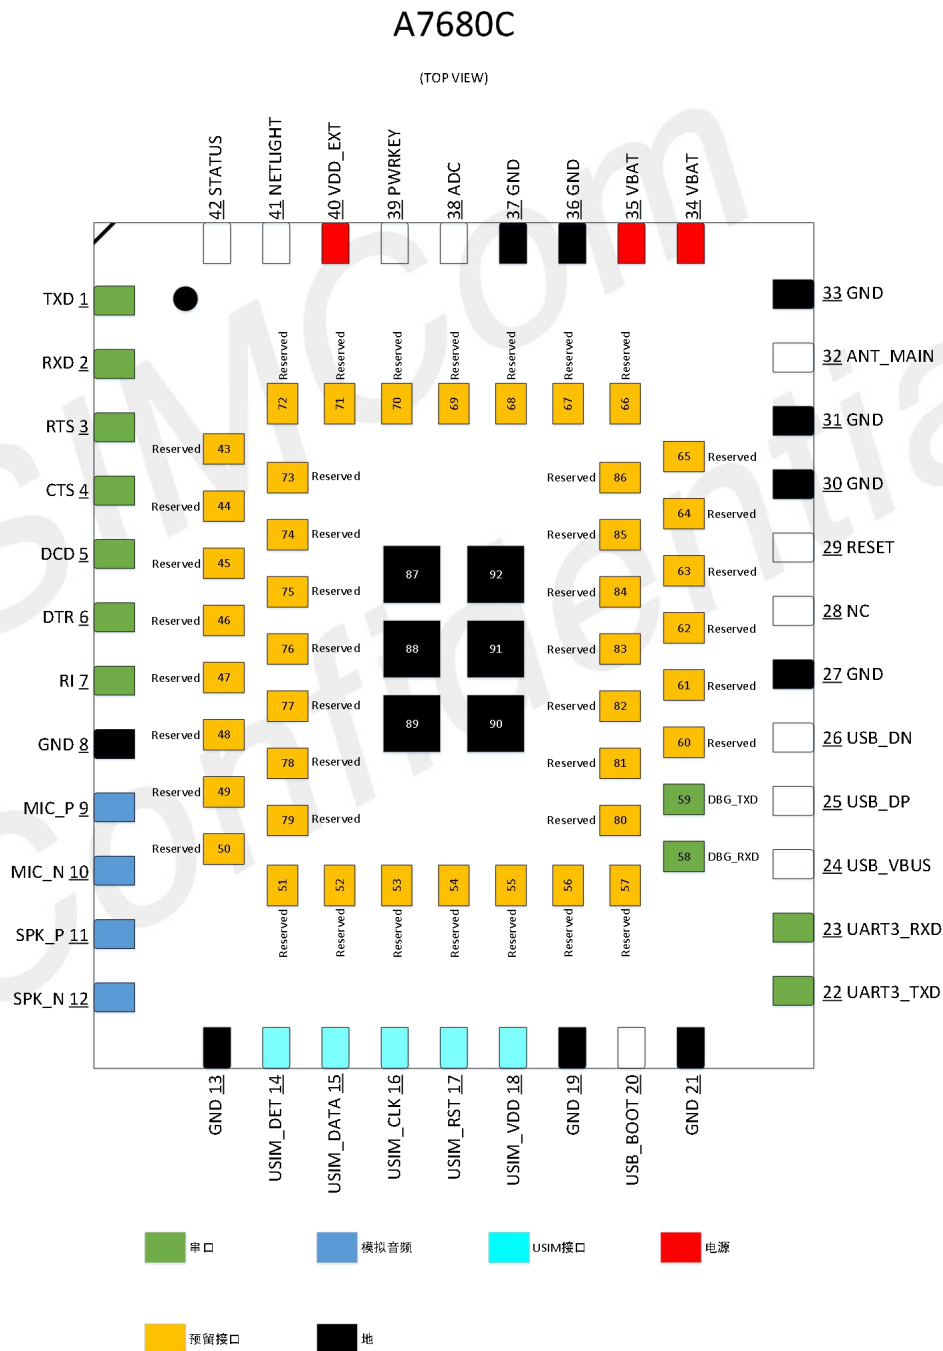 A7680C
(TOP VIEW)
42 STATUS
41 NETLIGHT
40 VDD_EXT
39 PWRKEY
38 ADC
37 GND
36 GND
35 VBAT
34 VBAT
TXD 1
RXD 2
RTS 3
CTS 4
DCD 5
DTR 6
RI 7
GND 8
MIC_P 9
MIC_N 10
SPK_P 11
SPK_N 12
33 GND
32 ANT_MAIN
31 GND
30 GND
29 RESET
28 NC
27 GND
26 USB_DN
25 USB_DP
24 USB_VBUS
23 UART3_RXD
22 UART3_TXD
72 Reserved
71 Reserved
70 Reserved
69 Reserved
68 Reserved
67 Reserved
66 Reserved
Reserved 43
Reserved 44
Reserved 45
Reserved 46
Reserved 47
Reserved 48
Reserved 49
Reserved 50
73 Reserved
74 Reserved
75 Reserved
76 Reserved
77 Reserved
78 Reserved
79 Reserved
87
92
88
91
89
90
Reserved 86
Reserved 85
Reserved 84
Reserved 83
Reserved 82
Reserved 81
Reserved 80
65 Reserved
64 Reserved
63 Reserved
62 Reserved
61 Reserved
60 Reserved
59 DBG_TXD
58 DBG_RXD
Reserved 51
Reserved 52
Reserved 53
Reserved 54
Reserved 55
Reserved 56
Reserved 57
GND 13
USIM_DET 14
USIM_DATA 15
USIM_CLK 16
USIM_RST 17
USIM_VDD 18
GND 19
USB_BOOT 20
GND 21
串口
模拟音频
USIM接口
电源
预留接口
地
SIMCom
Confidential